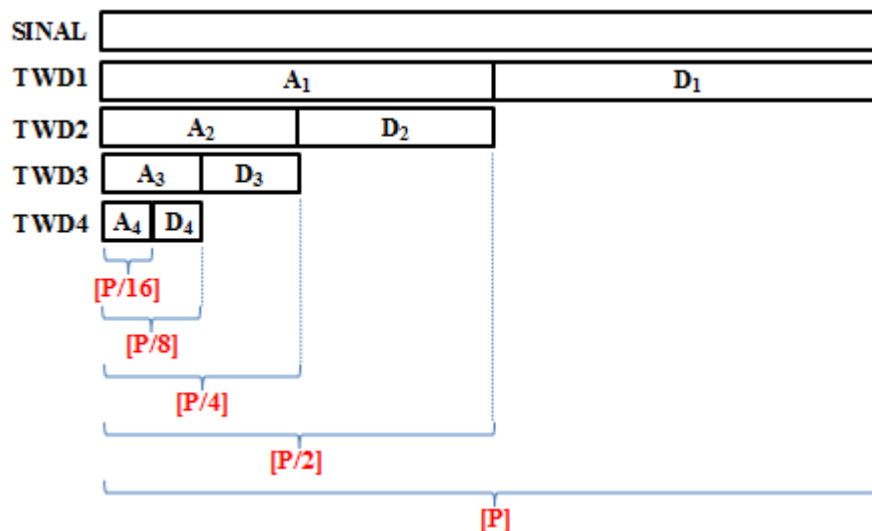 SINAL
TWD1 A₁ D₁
TWD2 A₂ D₂
TWD3 A₃ D₃
TWD4 A₄ D₄
[P/16]
[P/8]
[P/4]
[P/2]
[P]